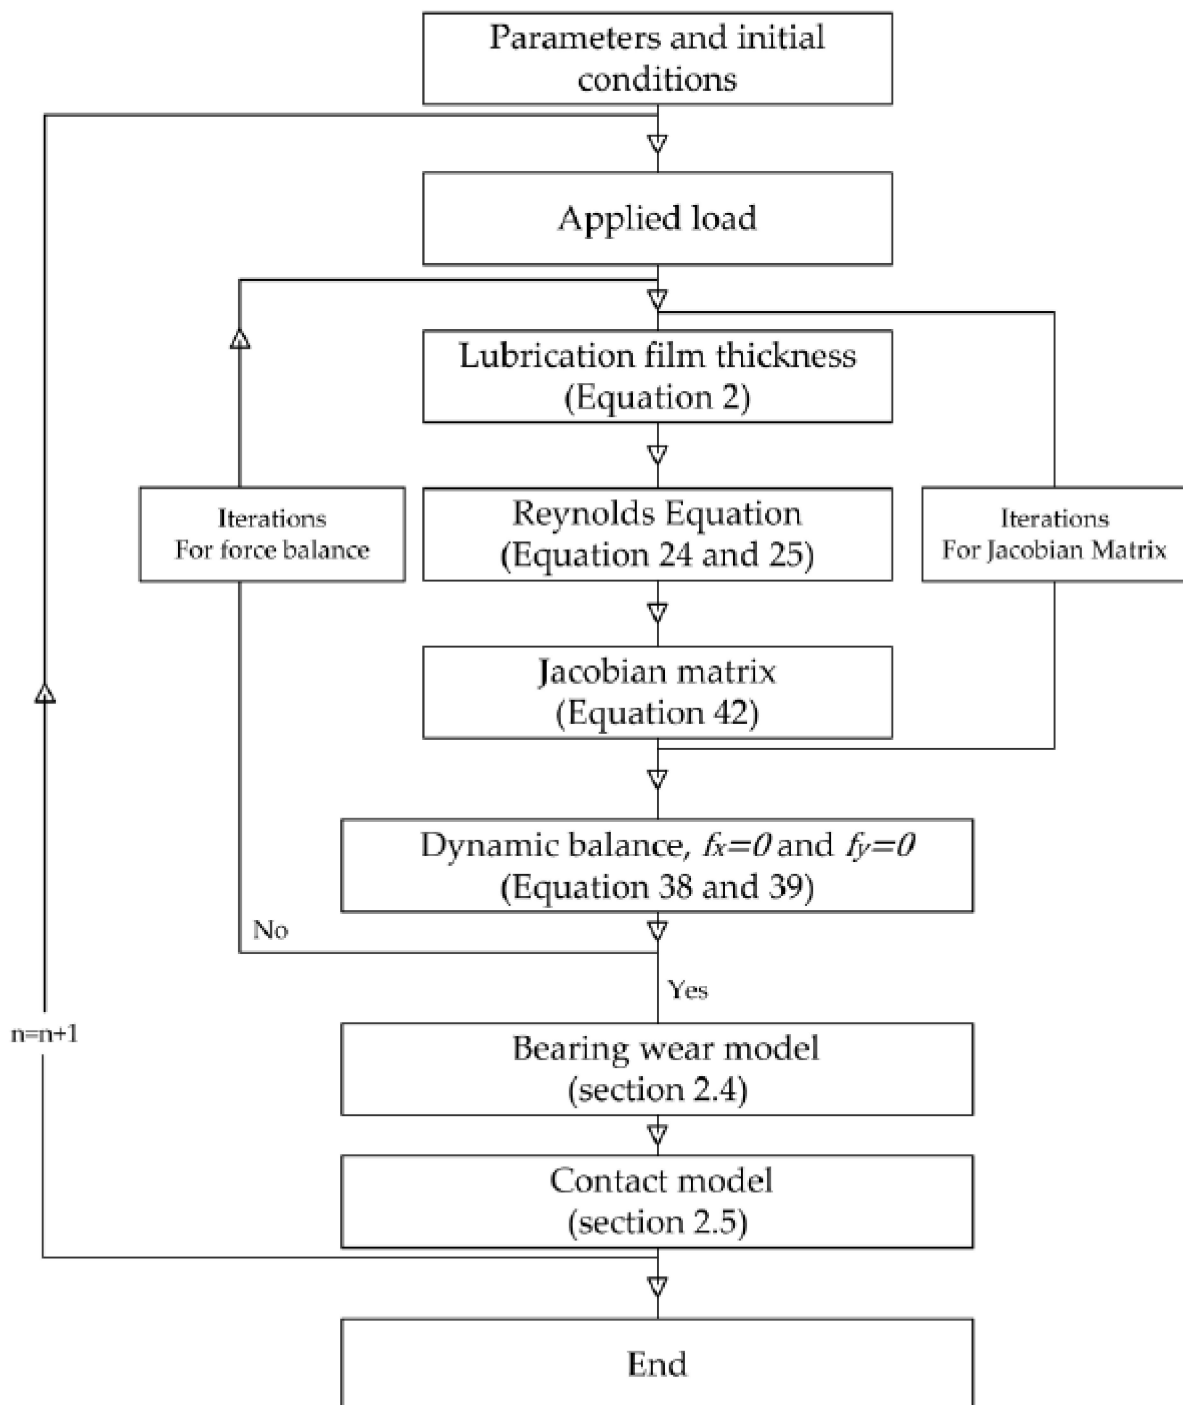 Parameters and initial
conditions
Applied load
Lubrication film thickness
(Equation 2)
Iterations
For force balance
Reynolds Equation
(Equation 24 and 25)
Iterations
For Jacobian Matrix
Jacobian matrix
(Equation 42)
Dynamic balance, fx=0 and fy=0
(Equation 38 and 39)
No
Yes
n=n+1
Bearing wear model
(section 2.4)
Contact model
(section 2.5)
End